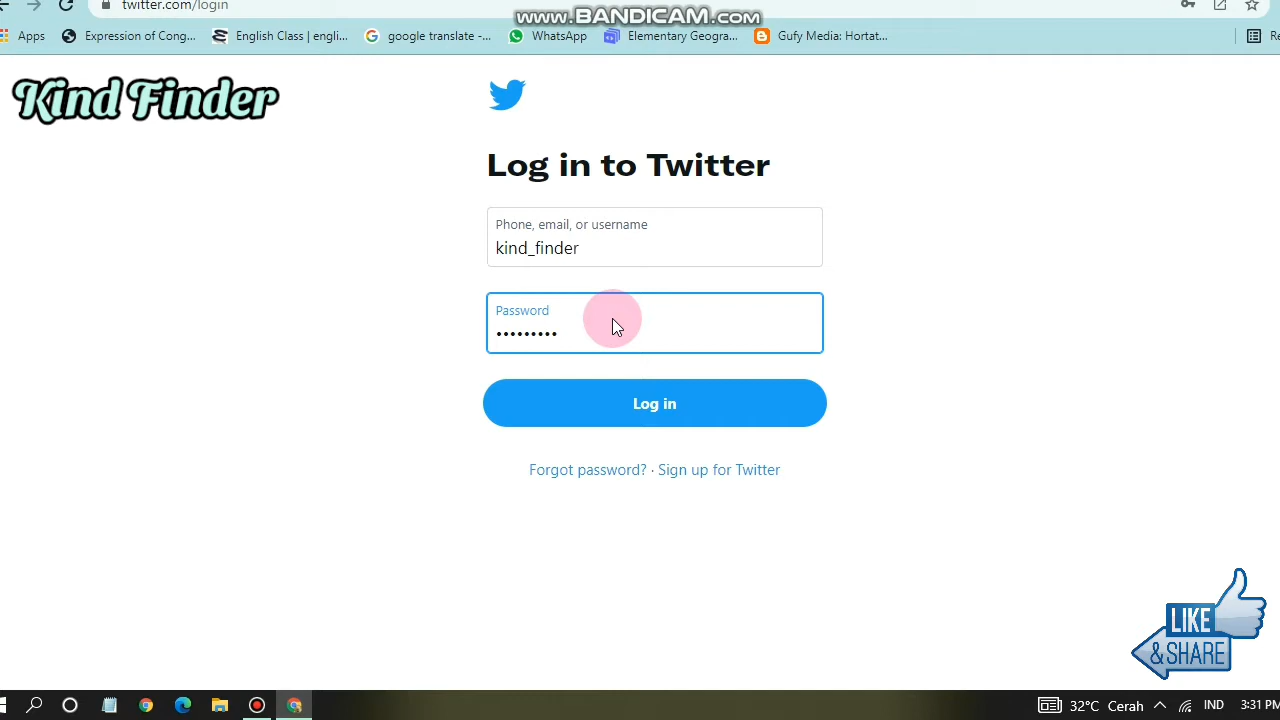 twitter.com/login
www.BANDICAM.com
Apps
Expression of Cong...
English Class | engli...
google translate -...
WhatsApp
Elementary Geogra...
Gufy Media: Hortat...
Re
Kind Finder
Log in to Twitter
Phone, email, or username
kind_finder
Password
•••••••••
Log in
Forgot password? · Sign up for Twitter
LIKE
& SHARE
32°C Cerah
IND
3:31 PM